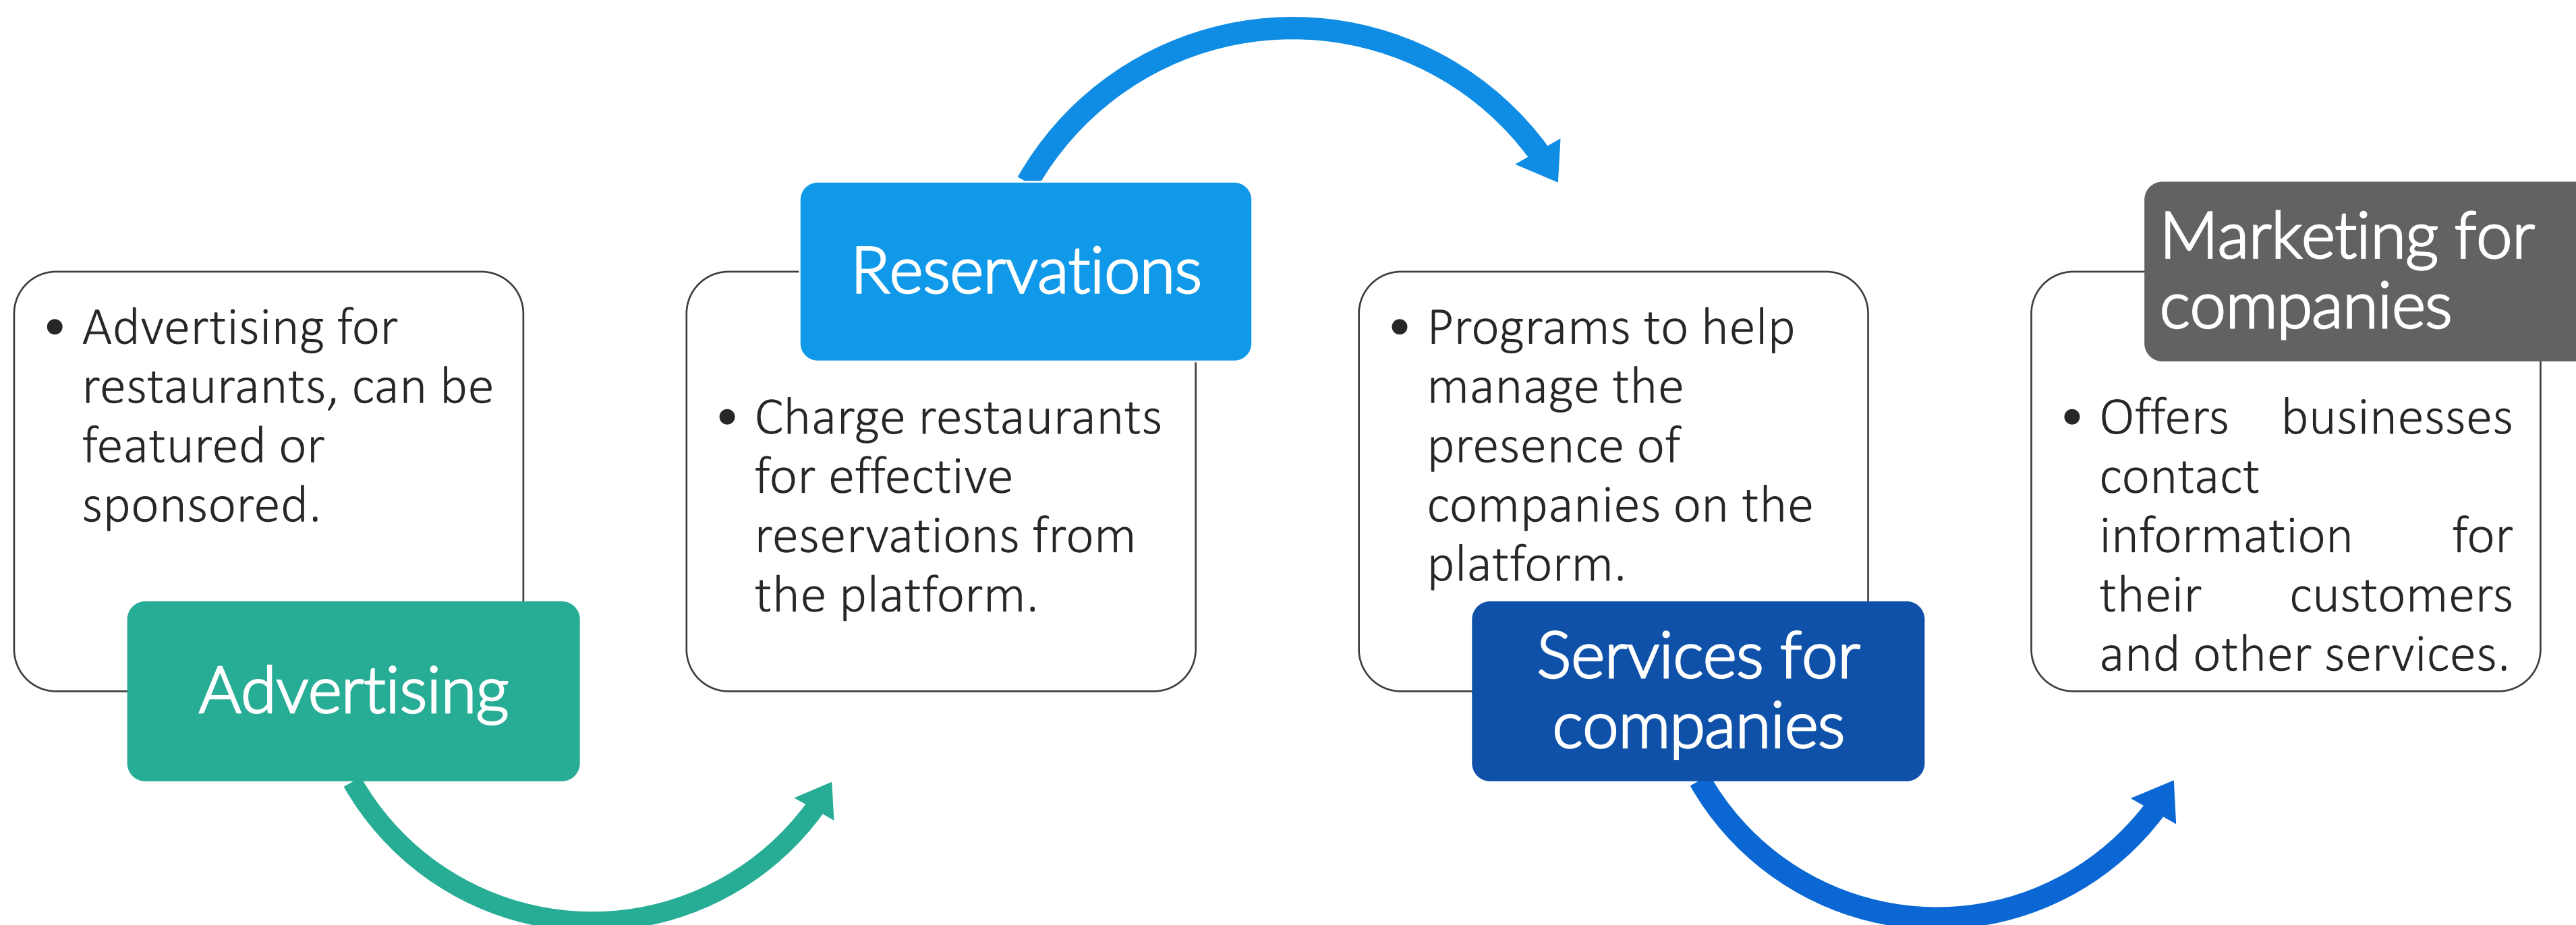 • Advertising for
restaurants, can be
featured or
sponsored.
Advertising
Reservations
• Charge restaurants
for effective
reservations from
the platform.
• Programs to help
manage the
presence of
companies on the
platform.
Services for
companies
Marketing for
companies
• Offers businesses
contact
information for
their customers
and other services.